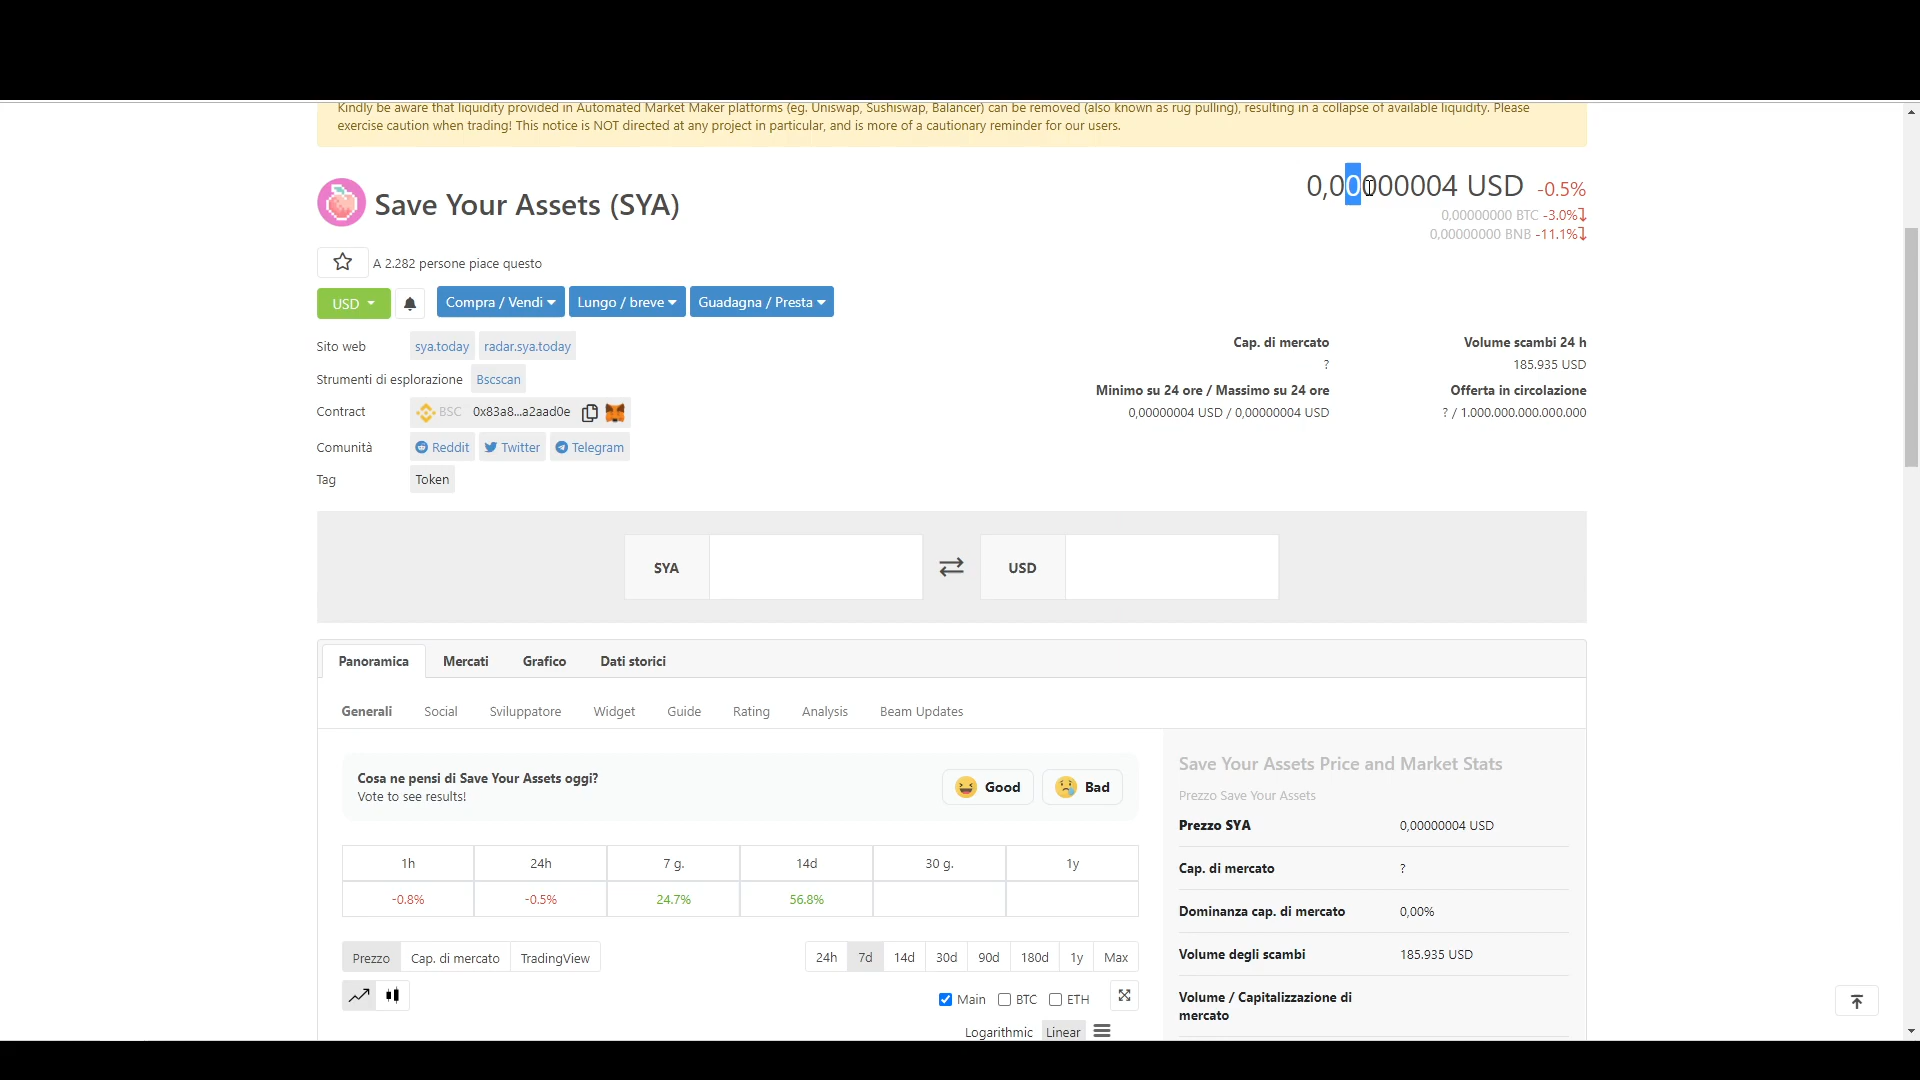 Kindly be aware that liquidity provided in Automated Market Maker platforms (eg. Uniswap, Sushiswap, Balancer) can be removed (also known as rug pulling), resulting in a collapse of available liquidity. Please
exercise caution when trading! This notice is NOT directed at any project in particular, and is more of a cautionary reminder for our users.
Save Your Assets (SYA)
0,00000004 USD -0.5%
0,00000000 BTC -3.0%
0,00000000 BNB -11.1%
A 2.282 persone piace questo
USD
Compra / Vendi
Lungo / breve
Guadagna / Presta
Sito web sya.today radar.sya.today
Strumenti di esplorazione Bscscan
Contract BSC 0x83a8...a2aad0e
Comunità Reddit Twitter Telegram
Tag Token
Cap. di mercato
?
Minimo su 24 ore / Massimo su 24 ore
0,00000004 USD / 0,00000004 USD
Volume scambi 24 h
185.935 USD
Offerta in circolazione
? / 1.000.000.000.000.000
SYA
USD
Panoramica Mercati Grafico Dati storici
Generali Social Sviluppatore Widget Guide Rating Analysis Beam Updates
Cosa ne pensi di Save Your Assets oggi?
Vote to see results!
Good
Bad
1h 24h 7 g. 14d 30 g. 1y
-0.8% -0.5% 24.7% 56.8%
Prezzo Cap. di mercato TradingView
24h 7d 14d 30d 90d 180d 1y Max
Main BTC ETH
Logarithmic Linear
Save Your Assets Price and Market Stats
Prezzo Save Your Assets
Prezzo SYA 0,00000004 USD
Cap. di mercato ?
Dominanza cap. di mercato 0,00%
Volume degli scambi 185.935 USD
Volume / Capitalizzazione di
mercato